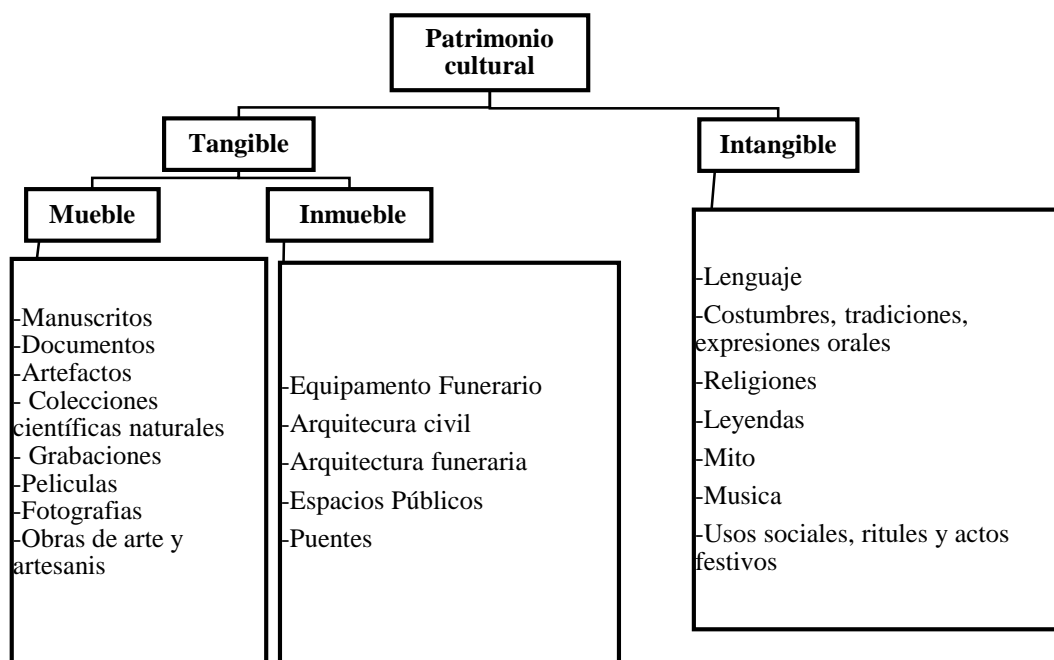 Patrimonio
cultural
Tangible
Intangible
Mueble
Inmueble
-Manuscritos
-Documentos
-Artefactos
- Colecciones
científicas naturales
- Grabaciones
-Peliculas
-Fotografias
-Obras de arte y
artesanis
-Equipamento Funerario
-Arquitecura civil
-Arquitectura funeraria
-Espacios Públicos
-Puentes
-Lenguaje
-Costumbres, tradiciones,
expresiones orales
-Religiones
-Leyendas
-Mito
-Musica
-Usos sociales, ritules y actos
festivos